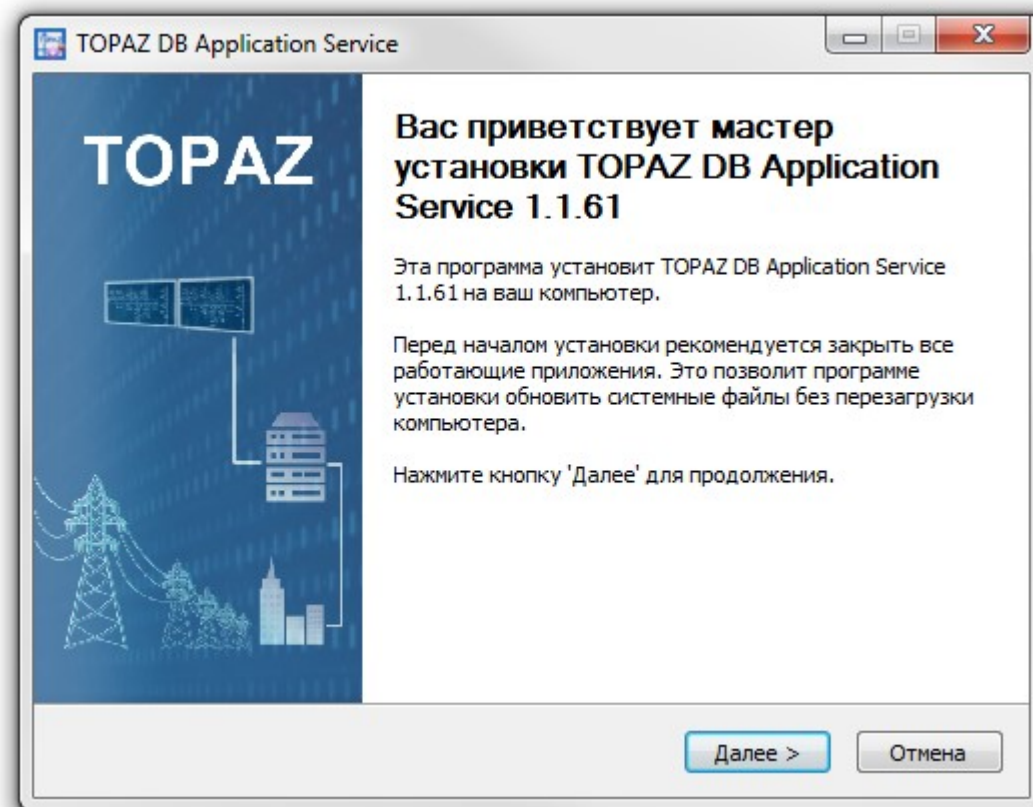 TOPAZ DB Application Service
TOPAZ
Вас приветствует мастер
установки TOPAZ DB Application
Service 1.1.61
Эта программа установит TOPAZ DB Application Service
1.1.61 на ваш компьютер.
Перед началом установки рекомендуется закрыть все
работающие приложения. Это позволит программе
установки обновить системные файлы без перезагрузки
компьютера.
Нажмите кнопку 'Далее' для продолжения.
Далее >
Отмена